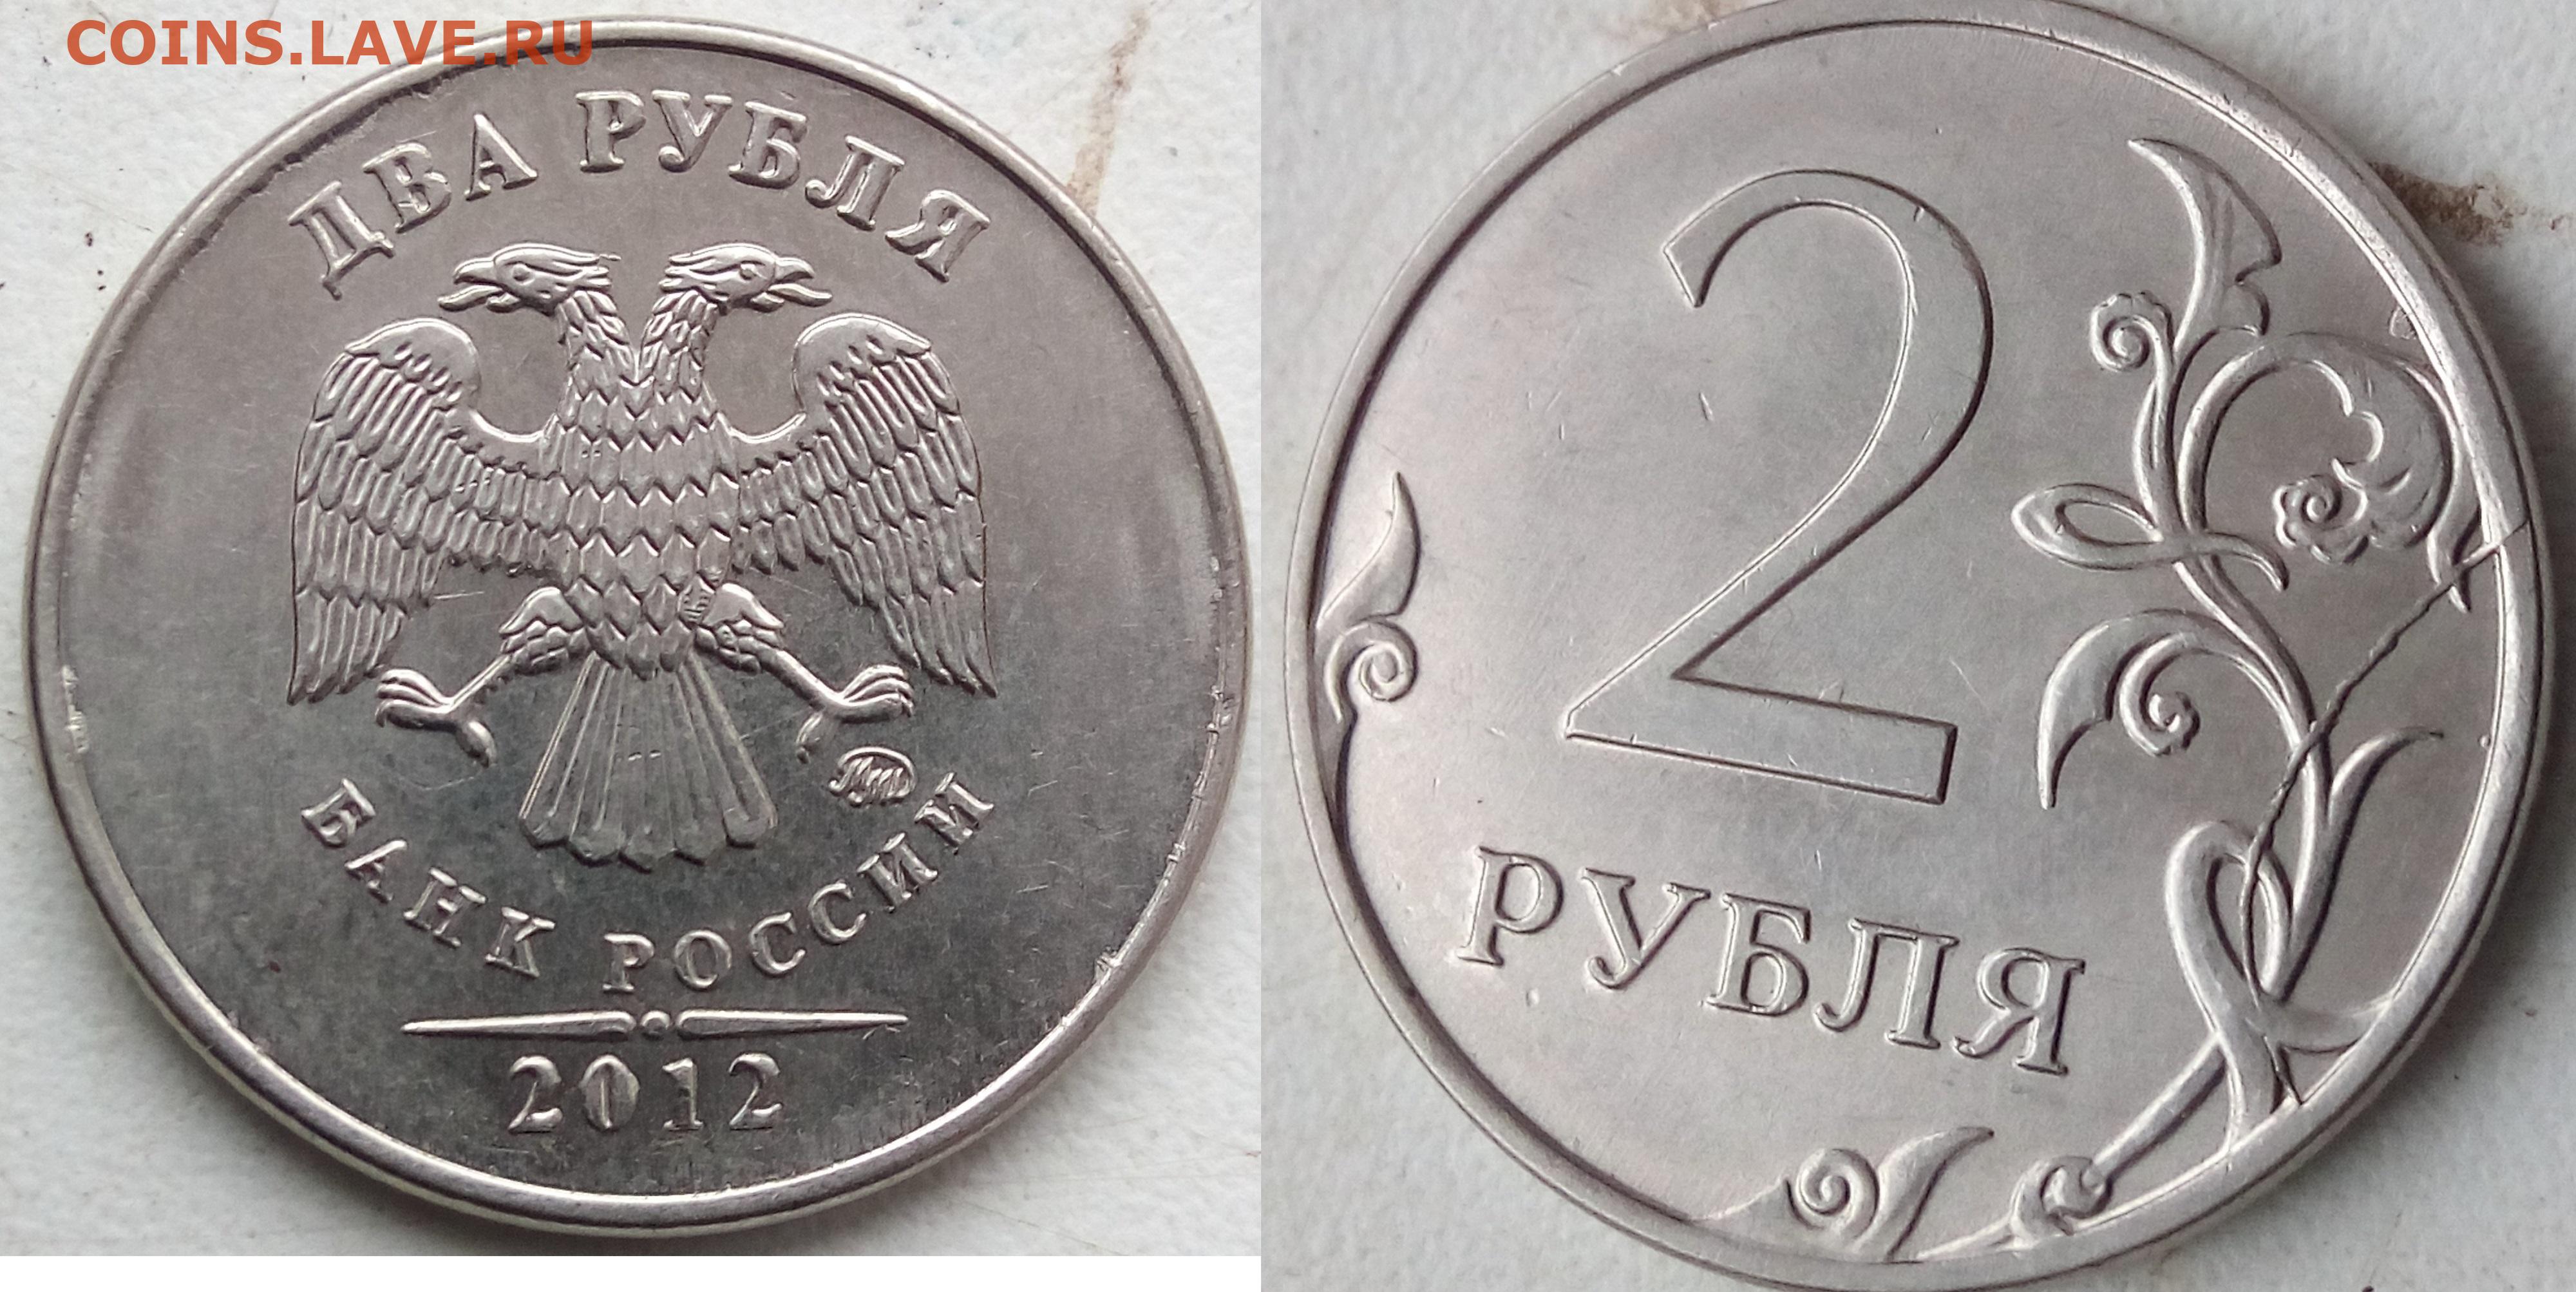 COINS.LAVE.RU
ДВА РУБЛЯ
ММД
БАНК РОССИИ
2012
2
РУБЛЯ